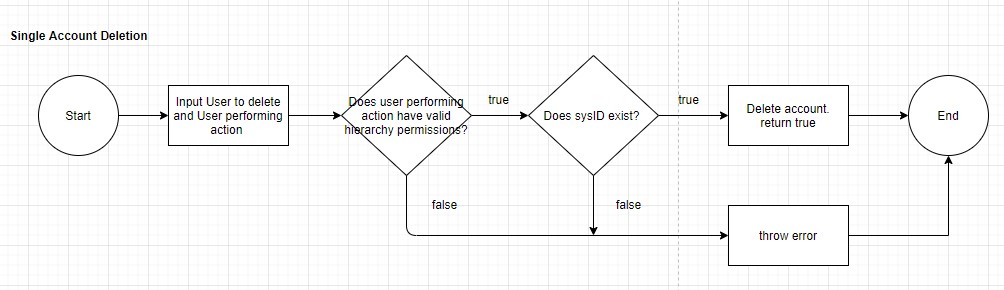 Single Account Deletion
Start
Input User to delete
and User performing
action
Does user performing
action have valid
hierarchy permissions?
true
Does sysID exist?
true
Delete account.
return true
End
false
false
throw error